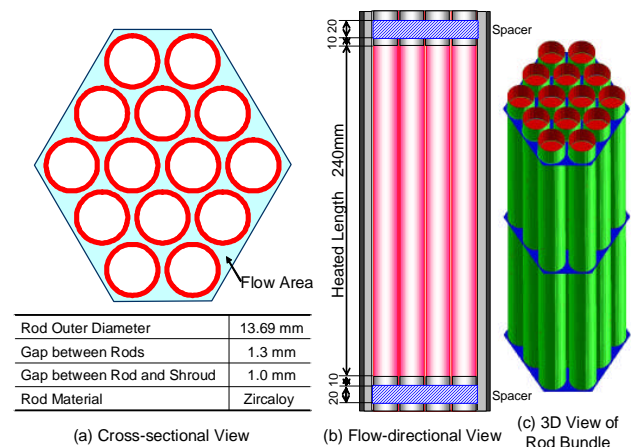 Flow Area
Rod Outer Diameter 13.69 mm
Gap between Rods 1.3 mm
Gap between Rod and Shroud 1.0 mm
Rod Material Zircaloy
(a) Cross-sectional View
10 20
Spacer
Heated Length 240mm
20 10
Spacer
(b) Flow-directional View
(c) 3D View of
Rod Bundle